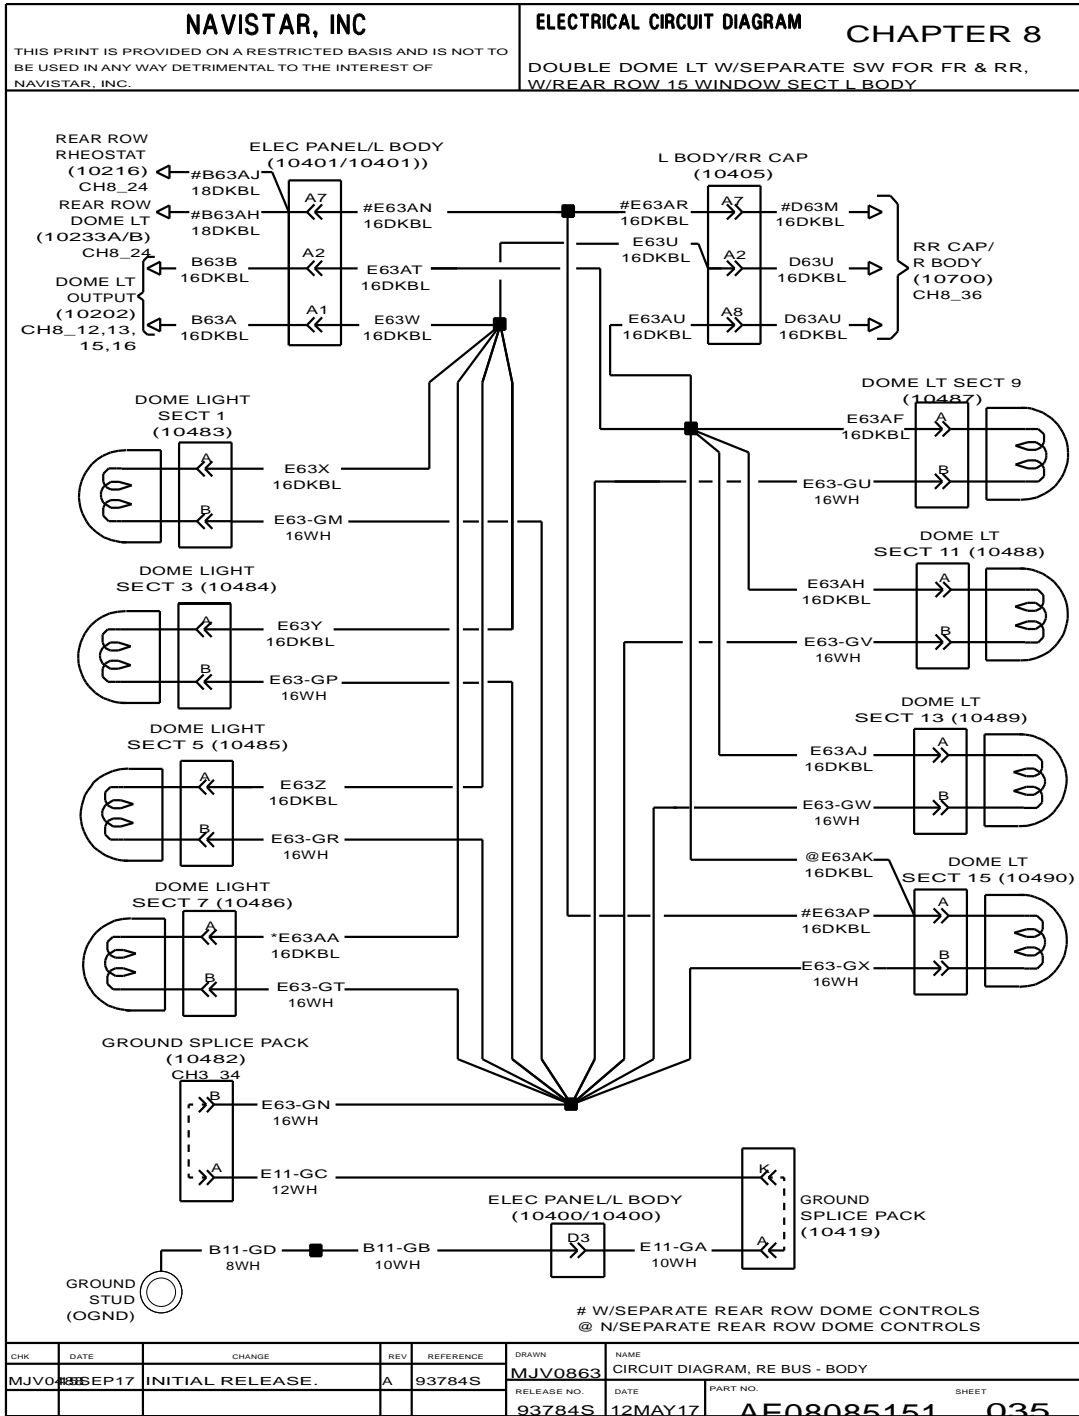 NAVISTAR, INC
THIS PRINT IS PROVIDED ON A RESTRICTED BASIS AND IS NOT TO
BE USED IN ANY WAY DETRIMENTAL TO THE INTEREST OF
NAVISTAR, INC.
ELECTRICAL CIRCUIT DIAGRAM
CHAPTER 8
DOUBLE DOME LT W/SEPARATE SW FOR FR & RR,
W/REAR ROW 15 WINDOW SECT L BODY
REAR ROW
RHEOSTAT
(10216)
CH8_24
REAR ROW
DOME LT
(10233A/B)
CH8_24
DOME LT
OUTPUT
(10202)
CH8_12,13,
15,16
#B63AJ
18DKBL
#B63AH
18DKBL
B63B
16DKBL
B63A
16DKBL
ELEC PANEL/L BODY
(10401/10401))
A7
A2
A1
#E63AN
16DKBL
E63AT
16DKBL
E63W
16DKBL
L BODY/RR CAP
(10405)
#E63AR
16DKBL
E63U
16DKBL
E63AU
16DKBL
A7
A2
A8
#D63M
16DKBL
D63U
16DKBL
D63AU
16DKBL
RR CAP/
R BODY
(10700)
CH8_36
DOME LIGHT
SECT 1
(10483)
A
E63X
16DKBL
B
E63-GM
16WH
DOME LIGHT
SECT 3 (10484)
A
E63Y
16DKBL
B
E63-GP
16WH
DOME LIGHT
SECT 5 (10485)
A
E63Z
16DKBL
B
E63-GR
16WH
DOME LIGHT
SECT 7 (10486)
A
*E63AA
16DKBL
B
E63-GT
16WH
DOME LT SECT 9
(10487)
E63AF
16DKBL
A
E63-GU
16WH
B
DOME LT
SECT 11 (10488)
E63AH
16DKBL
A
E63-GV
16WH
B
DOME LT
SECT 13 (10489)
E63AJ
16DKBL
A
E63-GW
16WH
B
@E63AK
16DKBL
DOME LT
SECT 15 (10490)
#E63AP
16DKBL
A
E63-GX
16WH
B
GROUND SPLICE PACK
(10482)
CH3_34
B
E63-GN
16WH
A
E11-GC
12WH
K
A
GROUND
SPLICE PACK
(10419)
ELEC PANEL/L BODY
(10400/10400)
D3
B11-GD
8WH
B11-GB
10WH
E11-GA
10WH
GROUND
STUD
(OGND)
# W/SEPARATE REAR ROW DOME CONTROLS
@ N/SEPARATE REAR ROW DOME CONTROLS
CHK
DATE
CHANGE
REV
REFERENCE
SEP17
INITIAL RELEASE.
A
93784S
DRAWN
MJV0863
NAME
CIRCUIT DIAGRAM, RE BUS - BODY
RELEASE NO.
93784S
DATE
12MAY17
PART NO.
AE08085151
SHEET
035